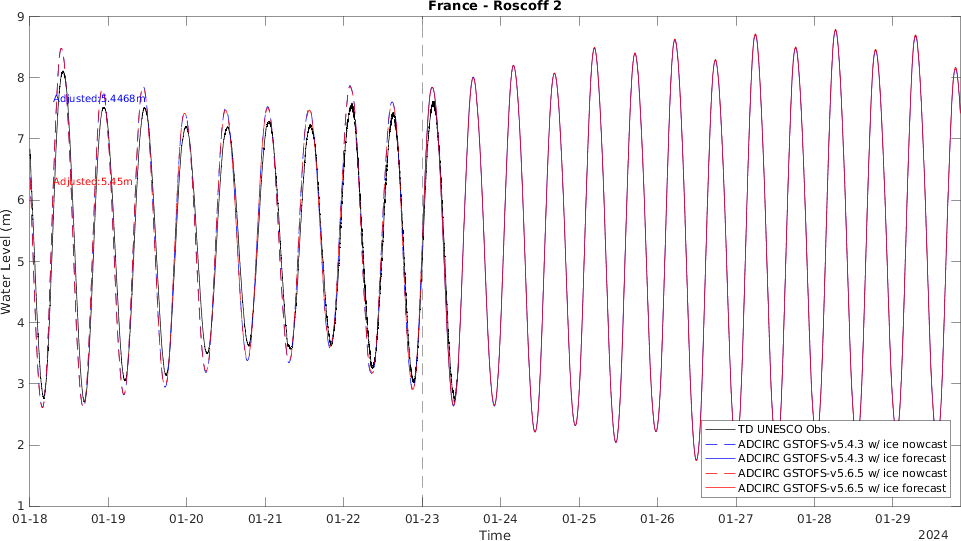 France - Roscoff 2
Water Level (m)
9
8
7
6
5
4
3
2
1
Adjusted:5.4468m
Adjusted:5.45m
TD UNESCO Obs.
ADCIRC GSTOFS-v5.4.3 w/ ice nowcast
ADCIRC GSTOFS-v5.4.3 w/ ice forecast
ADCIRC GSTOFS-v5.6.5 w/ ice nowcast
ADCIRC GSTOFS-v5.6.5 w/ ice forecast
01-18 01-19 01-20 01-21 01-22 01-23 01-24 01-25 01-26 01-27 01-28 01-29
Time
2024